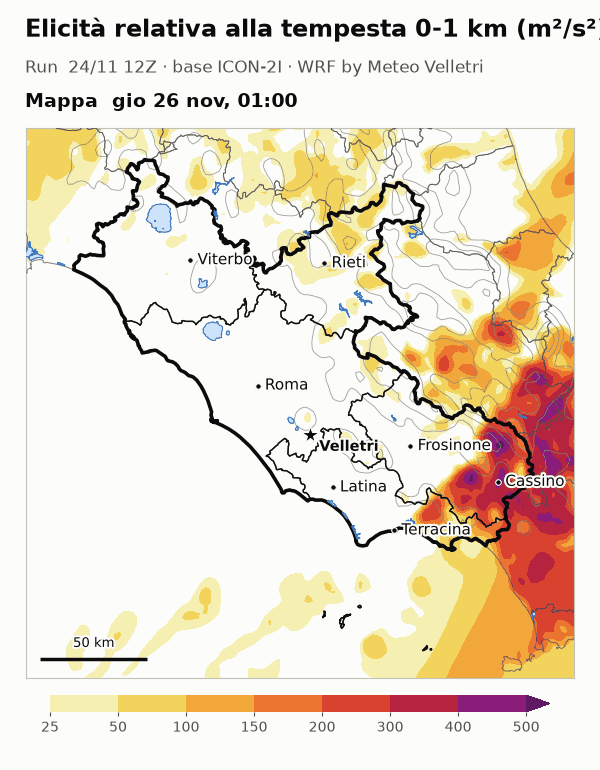 Elicità relativa alla tempesta 0-1 km (m²/s²)
Run 24/11 12Z · base ICON-2I · WRF by Meteo Velletri
Mappa gio 26 nov, 01:00
Viterbo
Rieti
Roma
Velletri
Frosinone
Latina
Cassino
Terracina
50 km
25 50 100 150 200 300 400 500